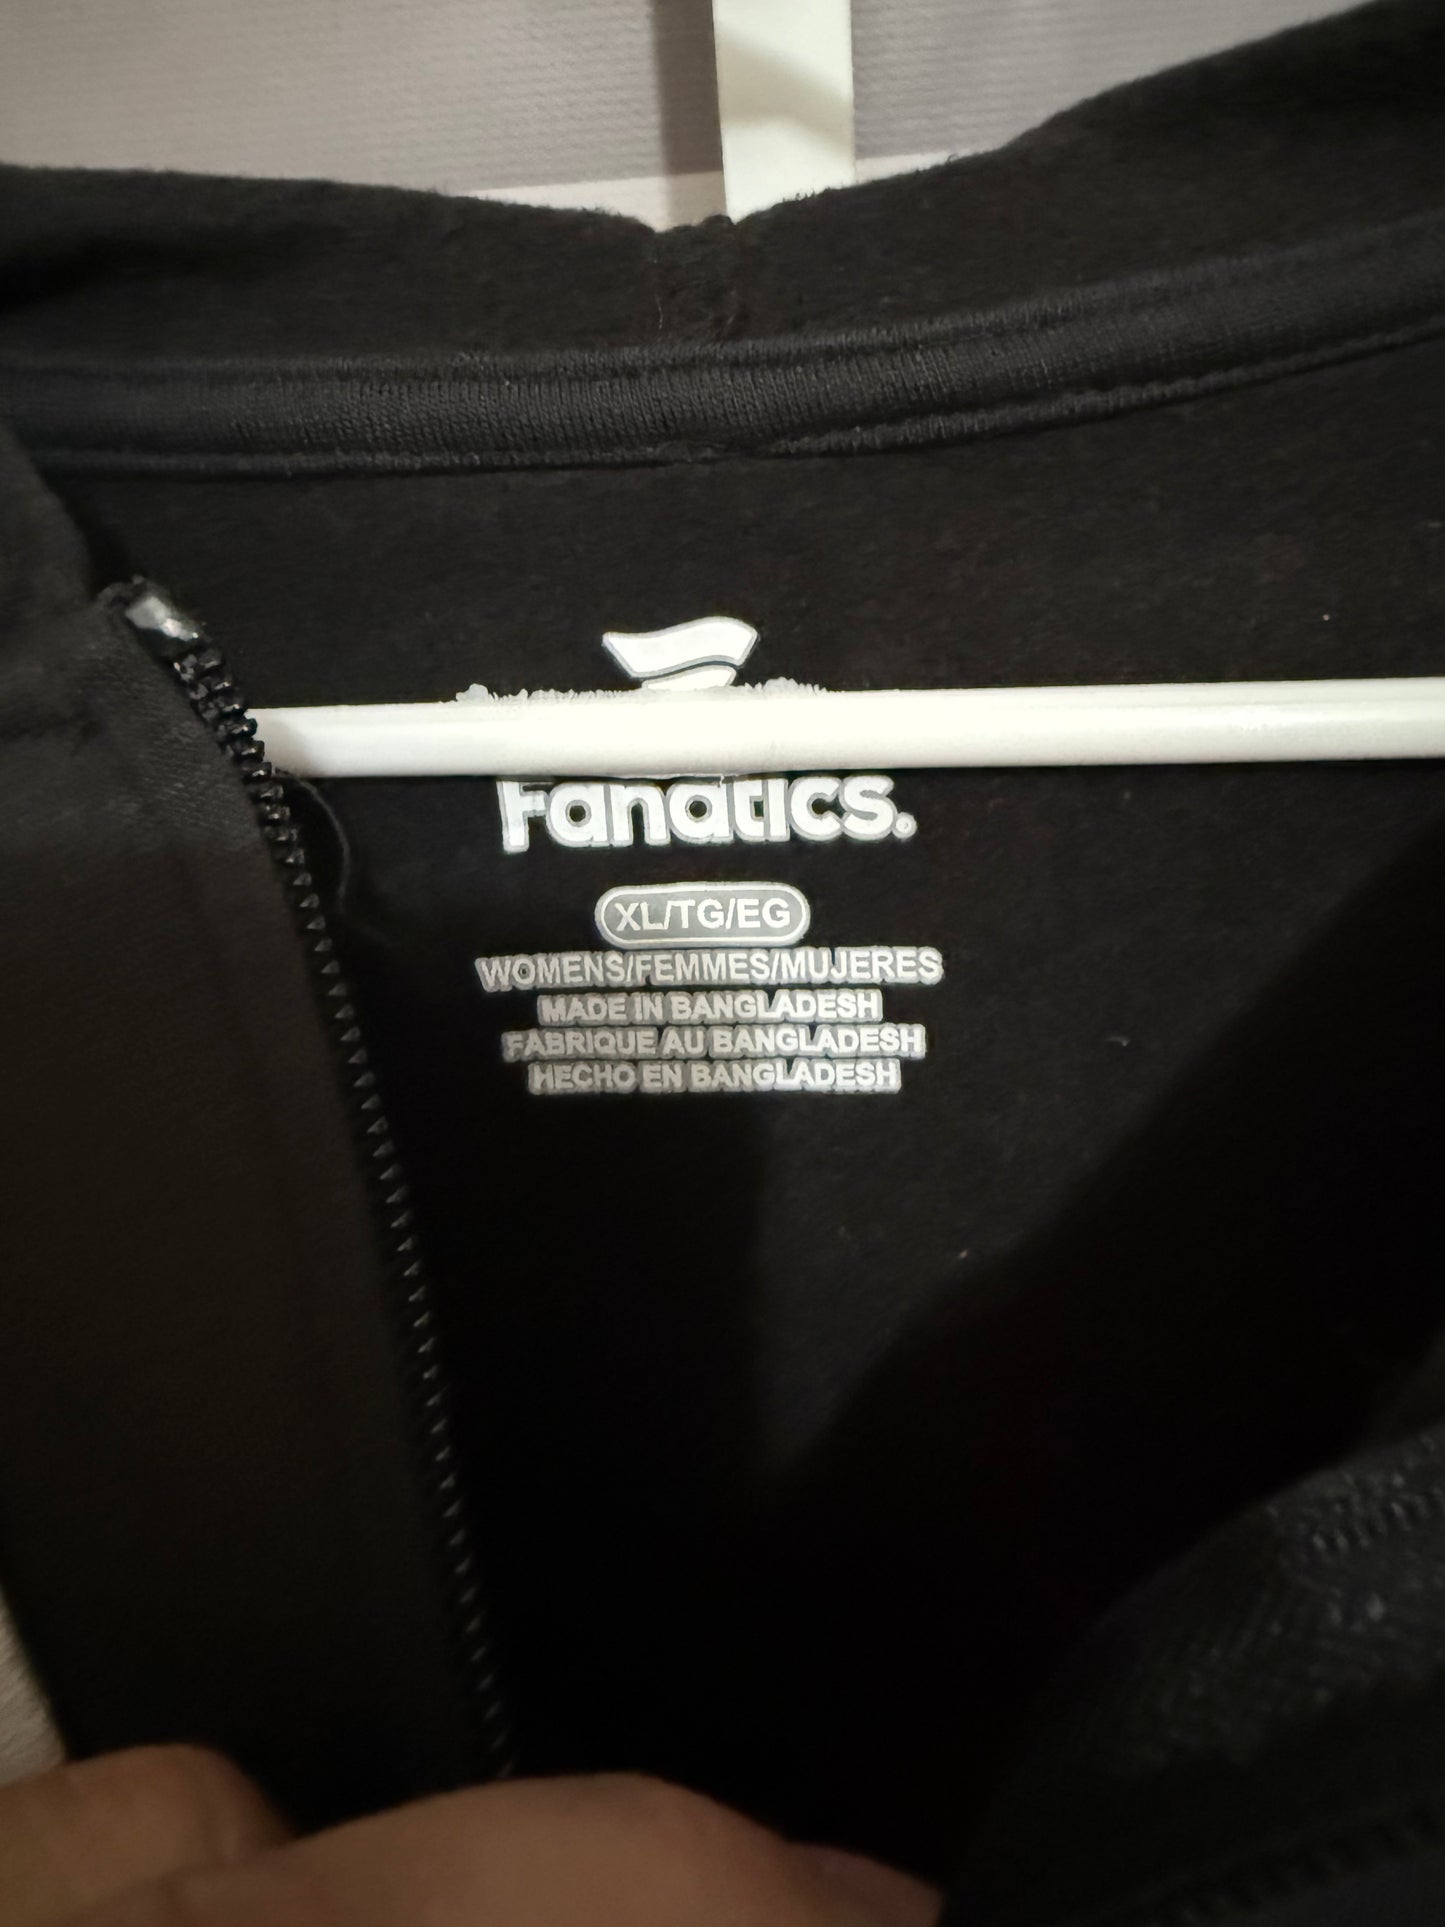 Fanatics.®
XL/TG/EG
WOMENS/FEMMES/MUJERES
MADE IN BANGLADESH
FABRIQUE AU BANGLADESH
HECHO EN BANGLADESH